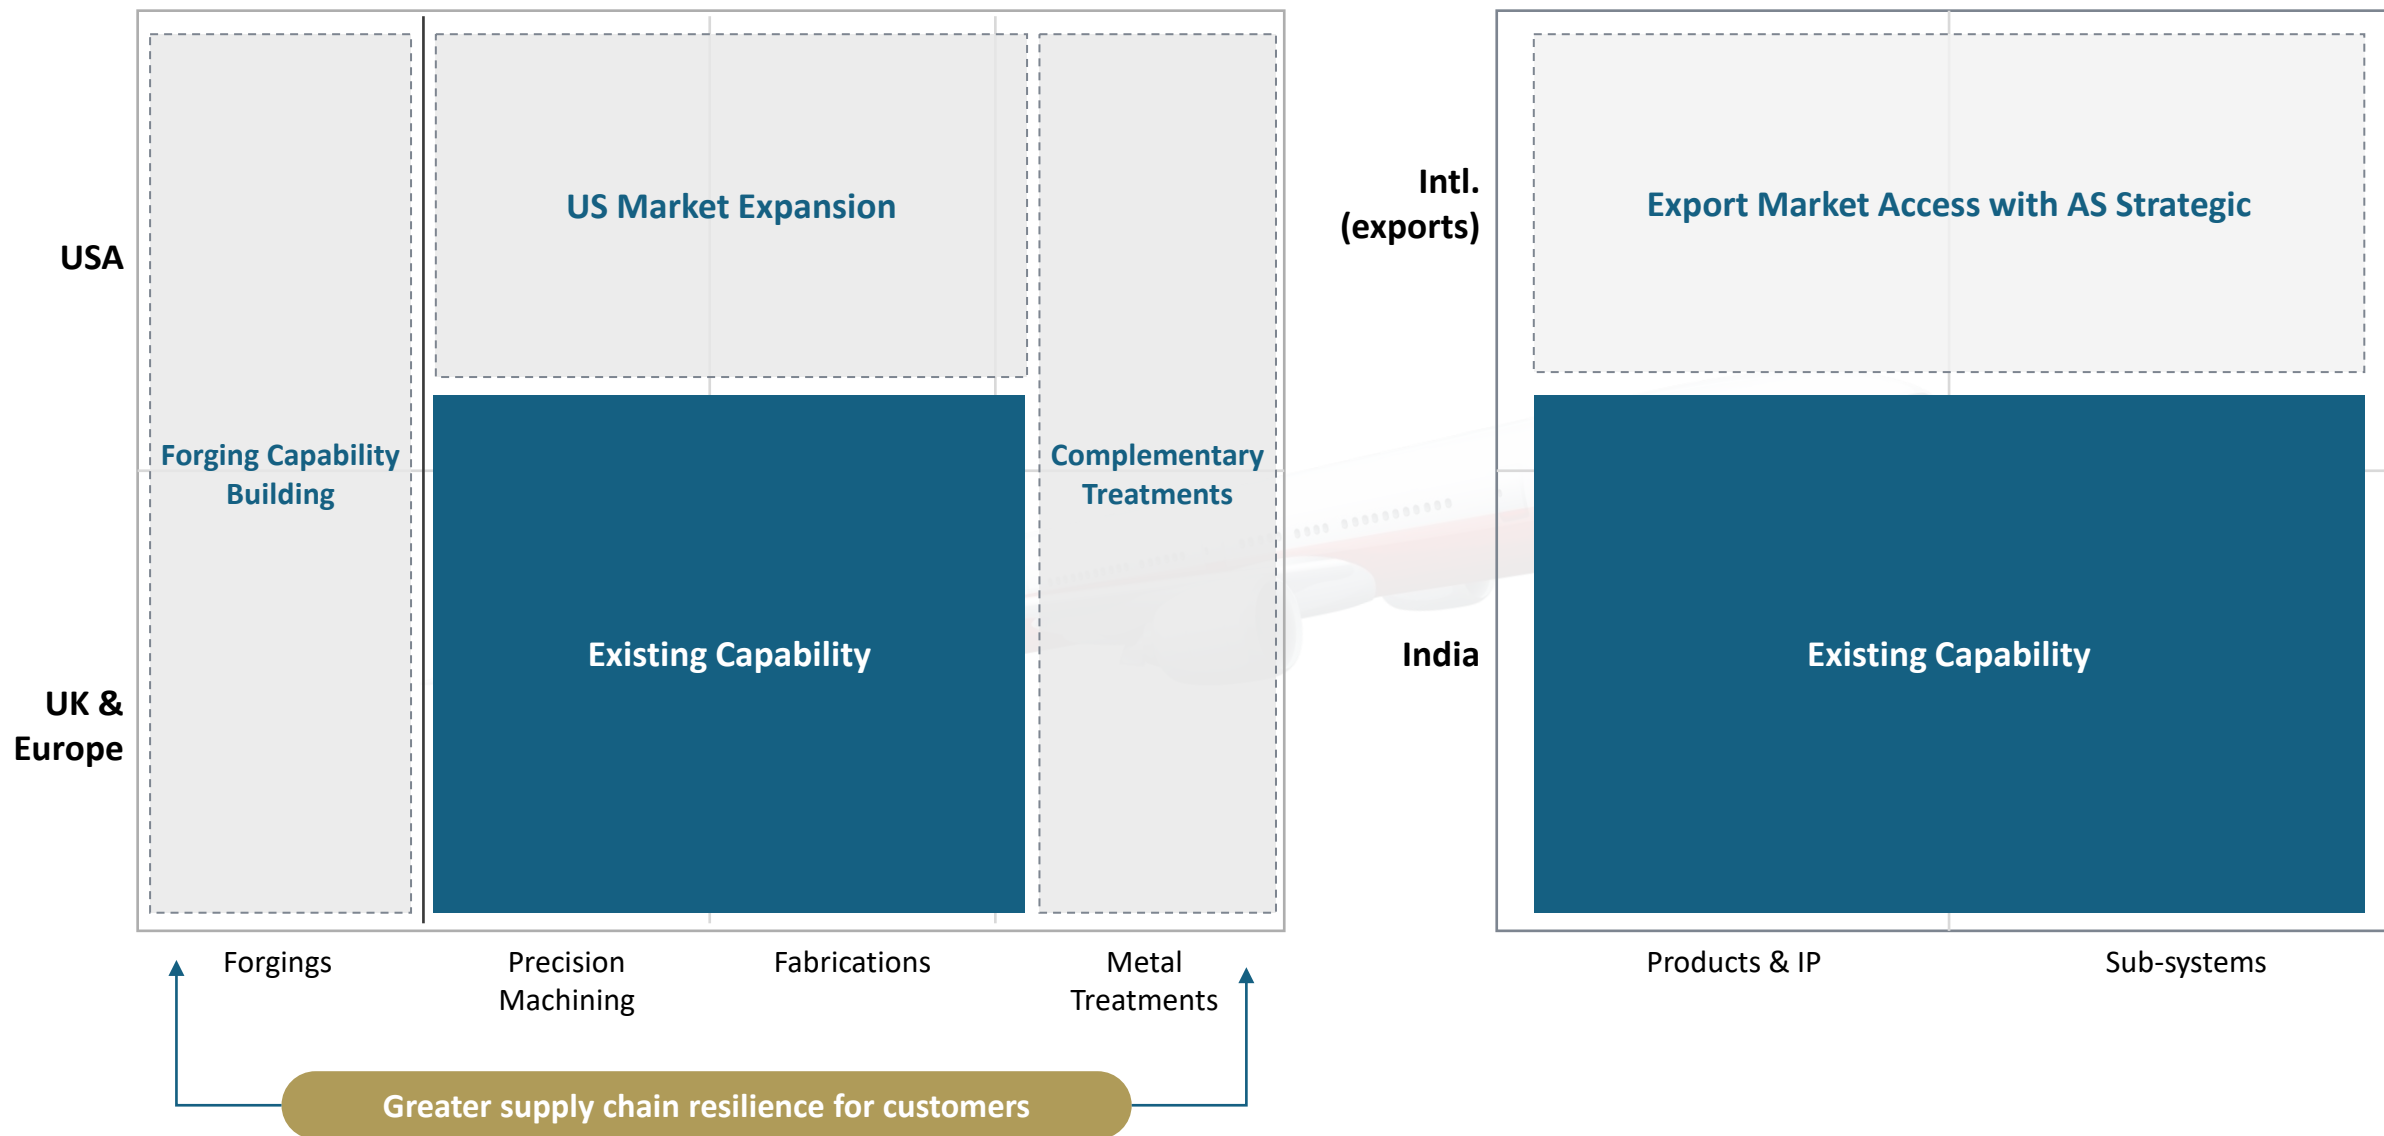 USA
UK &
Europe
Forging Capability
Building
US Market Expansion
Existing Capability
Complementary
Treatments
Forgings
Precision
Machining
Fabrications
Metal
Treatments
Greater supply chain resilience for customers
Intl.
(exports)
India
Export Market Access with AS Strategic
Existing Capability
Products & IP
Sub-systems